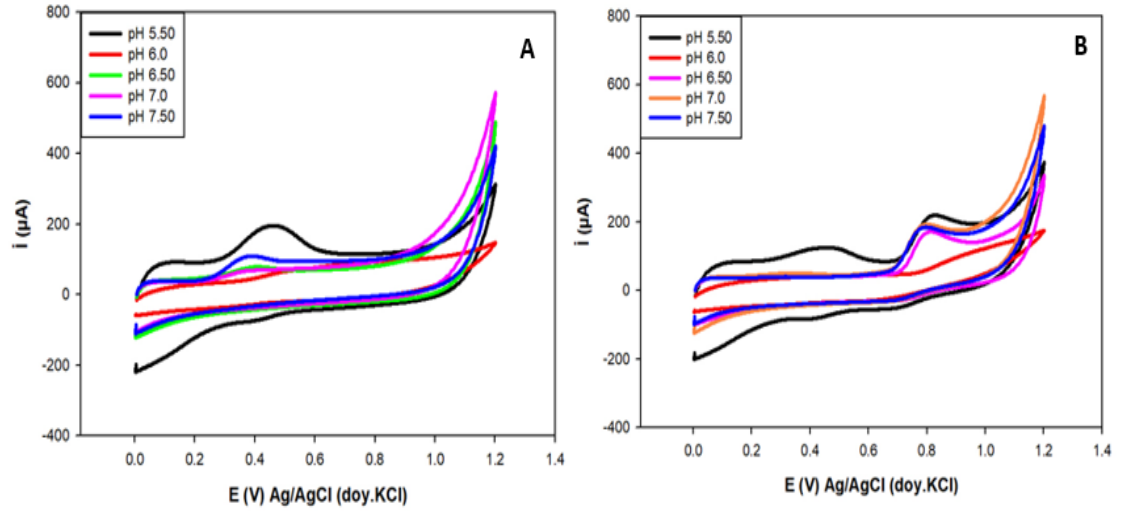 A
pH 5.50
pH 6.0
pH 6.50
pH 7.0
pH 7.50
800
600
400
200
0
-200
-400
i (µA)
0.0 0.2 0.4 0.6 0.8 1.0 1.2 1.4
E (V) Ag/AgCl (doy.KCl)
B
pH 5.50
pH 6.0
pH 6.50
pH 7.0
pH 7.50
800
600
400
200
0
-200
-400
i (µA)
0.0 0.2 0.4 0.6 0.8 1.0 1.2 1.4
E (V) Ag/AgCl (doy.KCl)